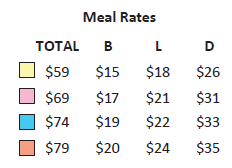 Meal Rates
TOTAL B L D
$59 $15 $18 $26
$69 $17 $21 $31
$74 $19 $22 $33
$79 $20 $24 $35